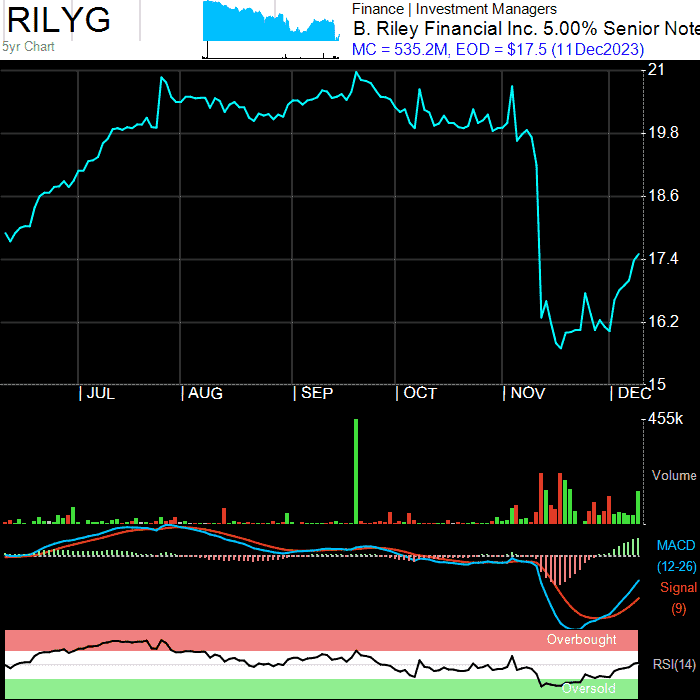 RILYG
5yr Chart
Finance | Investment Managers
B. Riley Financial Inc. 5.00% Senior Note
MC = 535.2M, EOD = $17.5 (11Dec2023)
21
19.8
18.6
17.4
16.2
15
| JUL | AUG | SEP | OCT | NOV | DEC
455k
Volume
MACD
(12-26)
Signal
(9)
Overbought
RSI(14)
Oversold